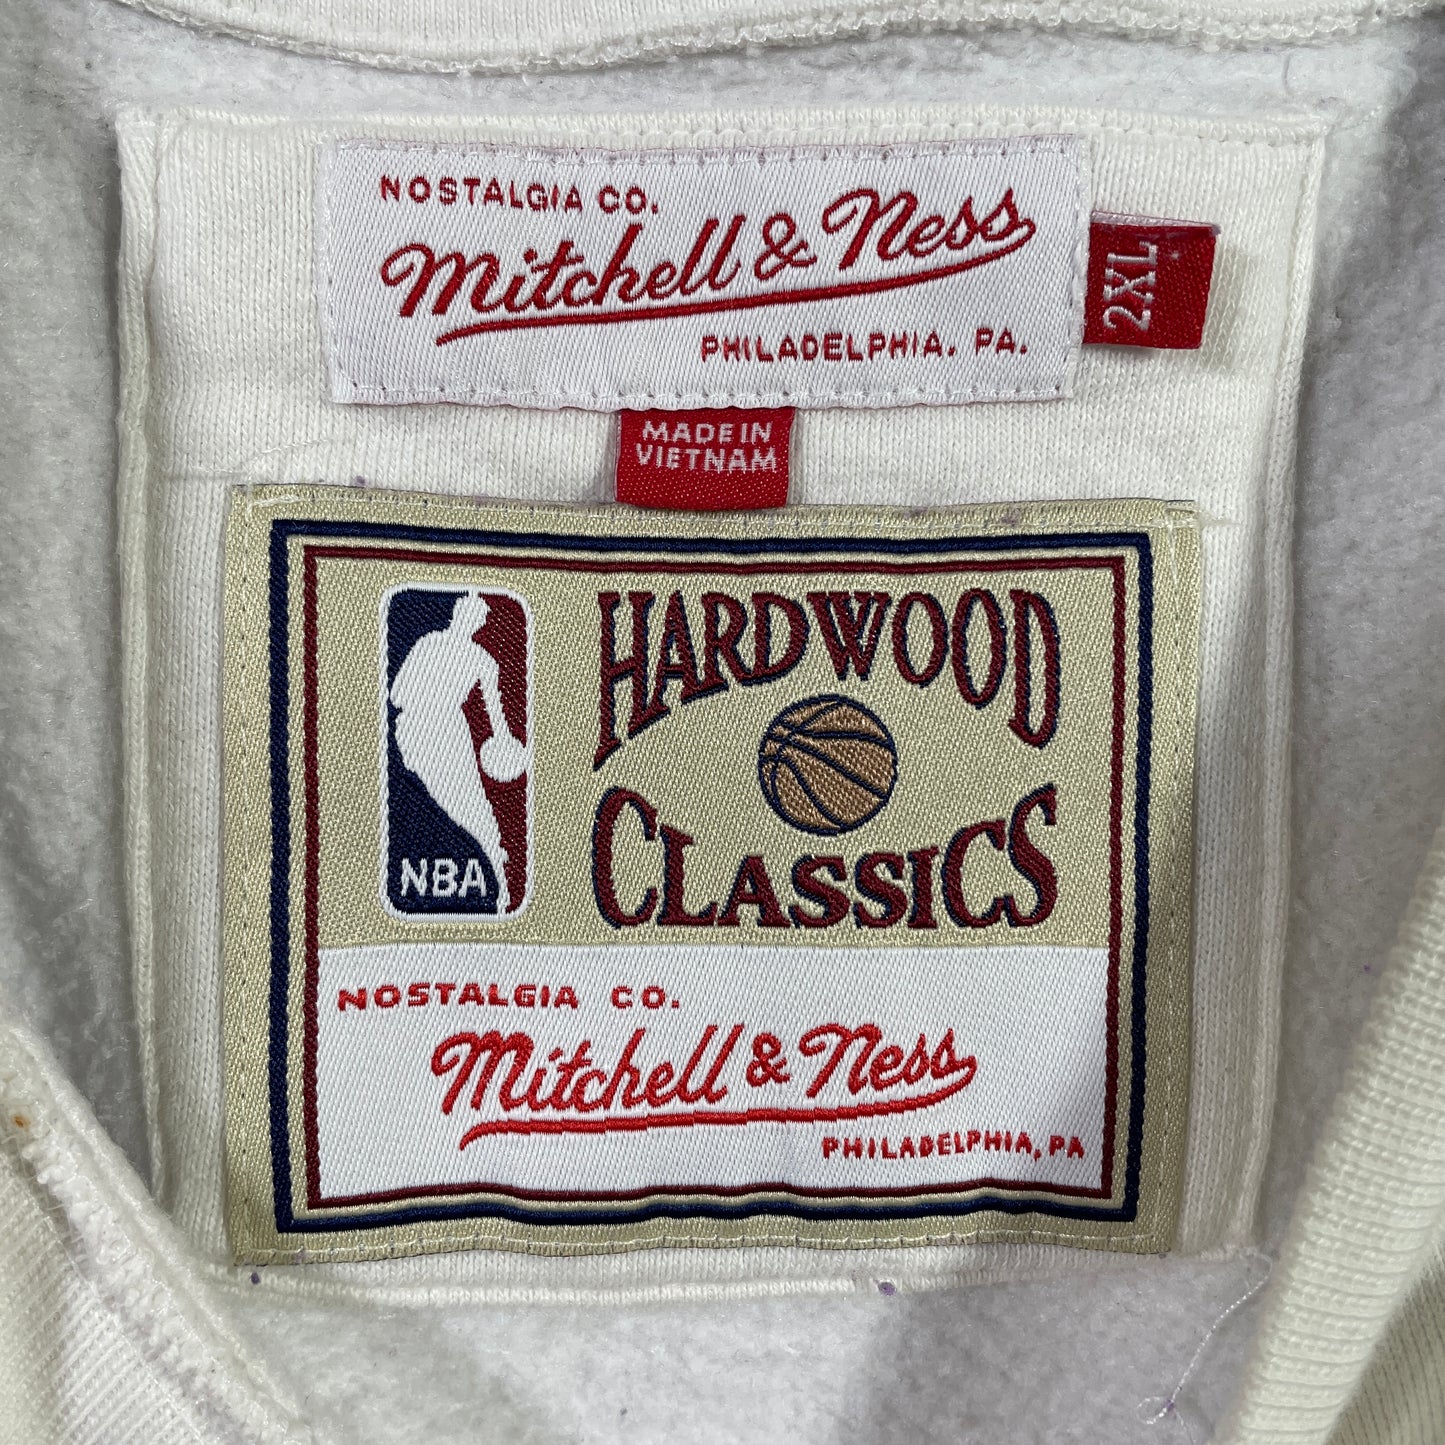 NOSTALGIA CO.
Mitchell & Ness
PHILADELPHIA, PA.
2XL
MADE IN
VIETNAM
HARDWOOD
CLASSICS
NBA
NOSTALGIA CO.
Mitchell & Ness
PHILADELPHIA, PA